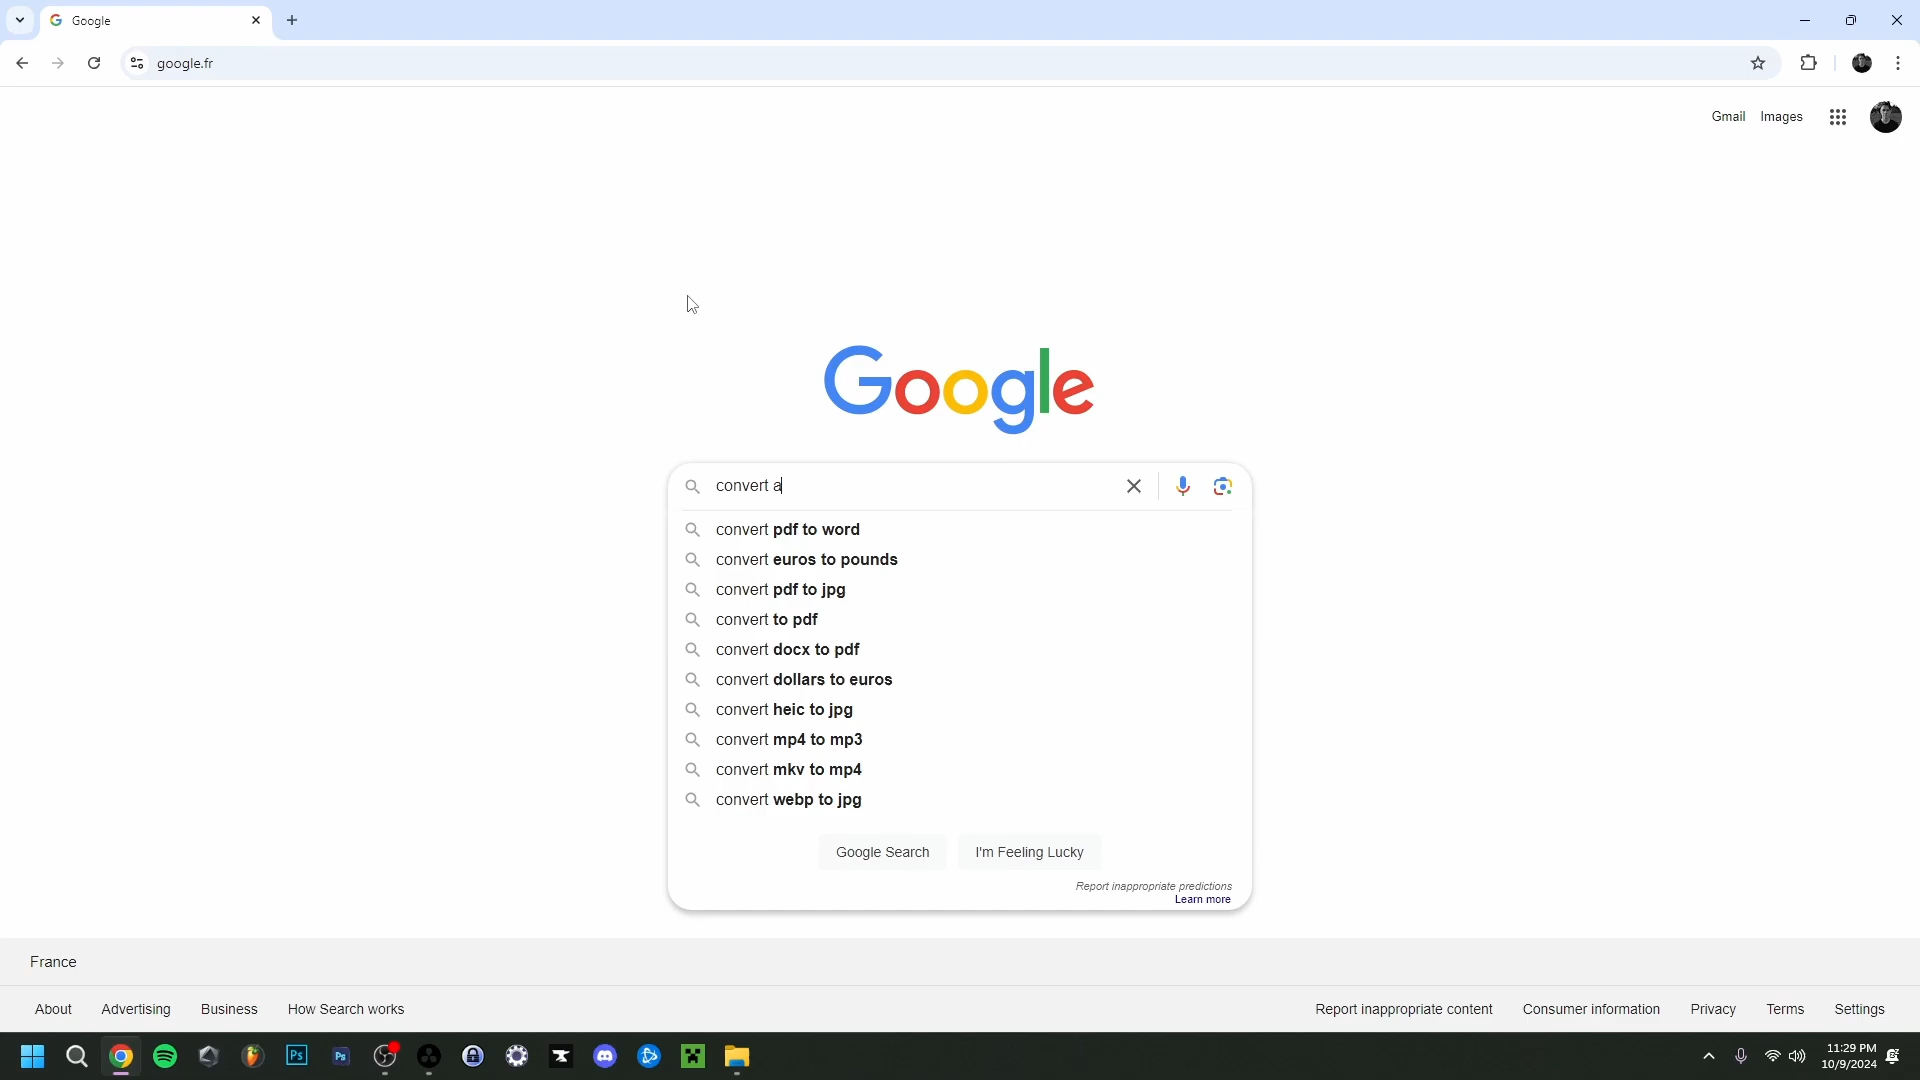 Google
google.fr
Gmail Images
Google
convert a
convert pdf to word
convert euros to pounds
convert pdf to jpg
convert to pdf
convert docx to pdf
convert dollars to euros
convert heic to jpg
convert mp4 to mp3
convert mkv to mp4
convert webp to jpg
Google Search I'm Feeling Lucky
Report inappropriate predictions
Learn more
France
About Advertising Business How Search works Report inappropriate content Consumer information Privacy Terms Settings
Ps Ps
11:29 PM
10/9/2024